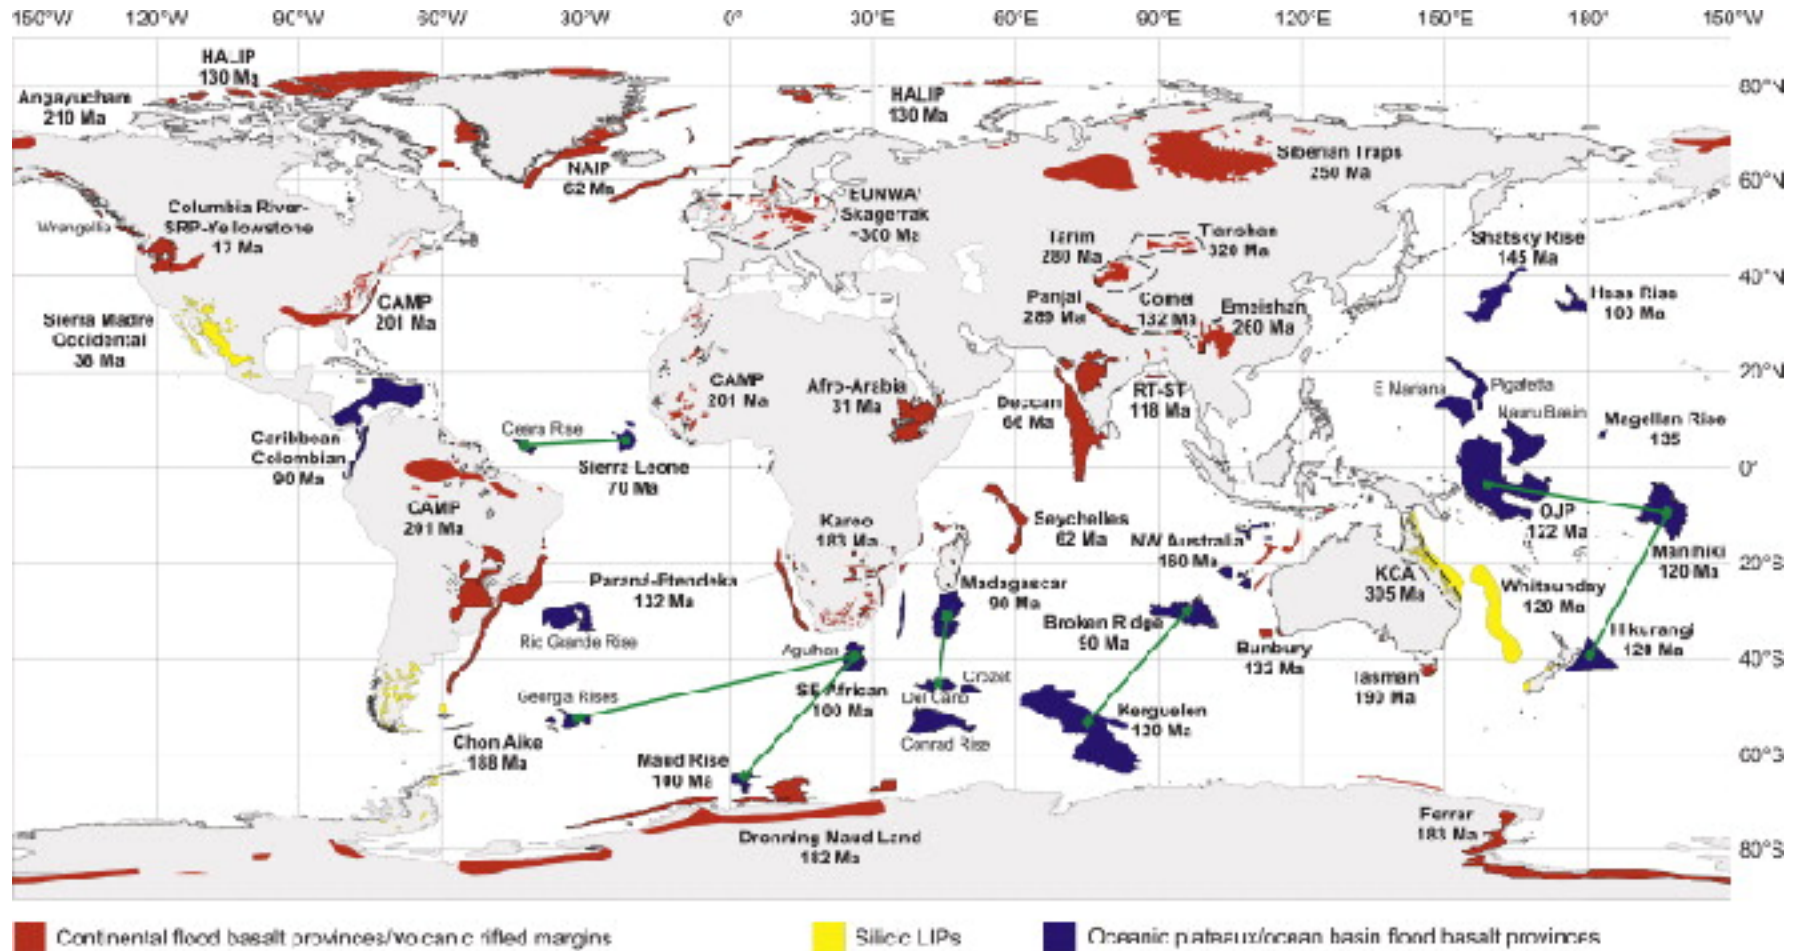 150°W 120°W 90°W 60°W 30°W 0° 30°E 60°E 90°E 120°E 150°E 180° 150°W
HALIP
130 Ma
Angayucham
210 Ma
HALIP
130 Ma
80°N
NAIP
62 Ma
Siberian Traps
250 Ma
60°N
Wrangellia
Columbia River-
SRP-Yellowstone
17 Ma
EUNWA/
Skagerrak
~300 Ma
Tarim
280 Ma
Tianshan
320 Ma
Shatsky Rise
145 Ma
40°N
CAMP
201 Ma
Panjal
289 Ma
Comei
132 Ma
Emeishan
260 Ma
Hess Rise
100 Ma
Sierra Madre
Occidental
38 Ma
20°N
CAMP
201 Ma
Afro-Arabia
31 Ma
Deccan
66 Ma
RT-ST
118 Ma
E Mariana
Pigafetta
Nauru Basin
Magellan Rise
135
Caribbean
Colombian
90 Ma
Ceara Rise
Sierra Leone
70 Ma
0°
CAMP
201 Ma
Karoo
183 Ma
Seychelles
62 Ma
NW Australia
160 Ma
OJP
122 Ma
Manihiki
120 Ma
20°S
Paraná-Etendeka
132 Ma
Madagascar
90 Ma
KCA
305 Ma
Whitsunday
120 Ma
Rio Grande Rise
Agulhas
Broken Ridge
90 Ma
Bunbury
132 Ma
Hikurangi
120 Ma
40°S
Georgia Rises
SE African
100 Ma
Crozet
Del Cano
Conrad Rise
Kerguelen
120 Ma
Tasman
190 Ma
Chon Aike
188 Ma
60°S
Maud Rise
100 Ma
Dronning Maud Land
182 Ma
Ferrar
183 Ma
80°S
Continental flood basalt provinces/volcanic rifted margins
Silicic LIPs
Oceanic plateaux/ocean basin flood basalt provinces